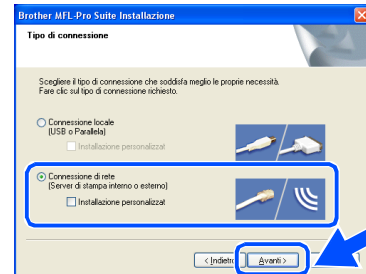 Brother MFL-Pro Suite Installazione
Tipo di connessione
Scegliere il tipo di connessione che soddisfa meglio le proprie necessità.
Fare clic sul tipo di connessione richiesto.
Connessione locale
(USB o Parallela)
Installazione personalizzat
Connessione di rete
(Server di stampa interno o esterno)
Installazione personalizzat
< Indietro
Avanti >